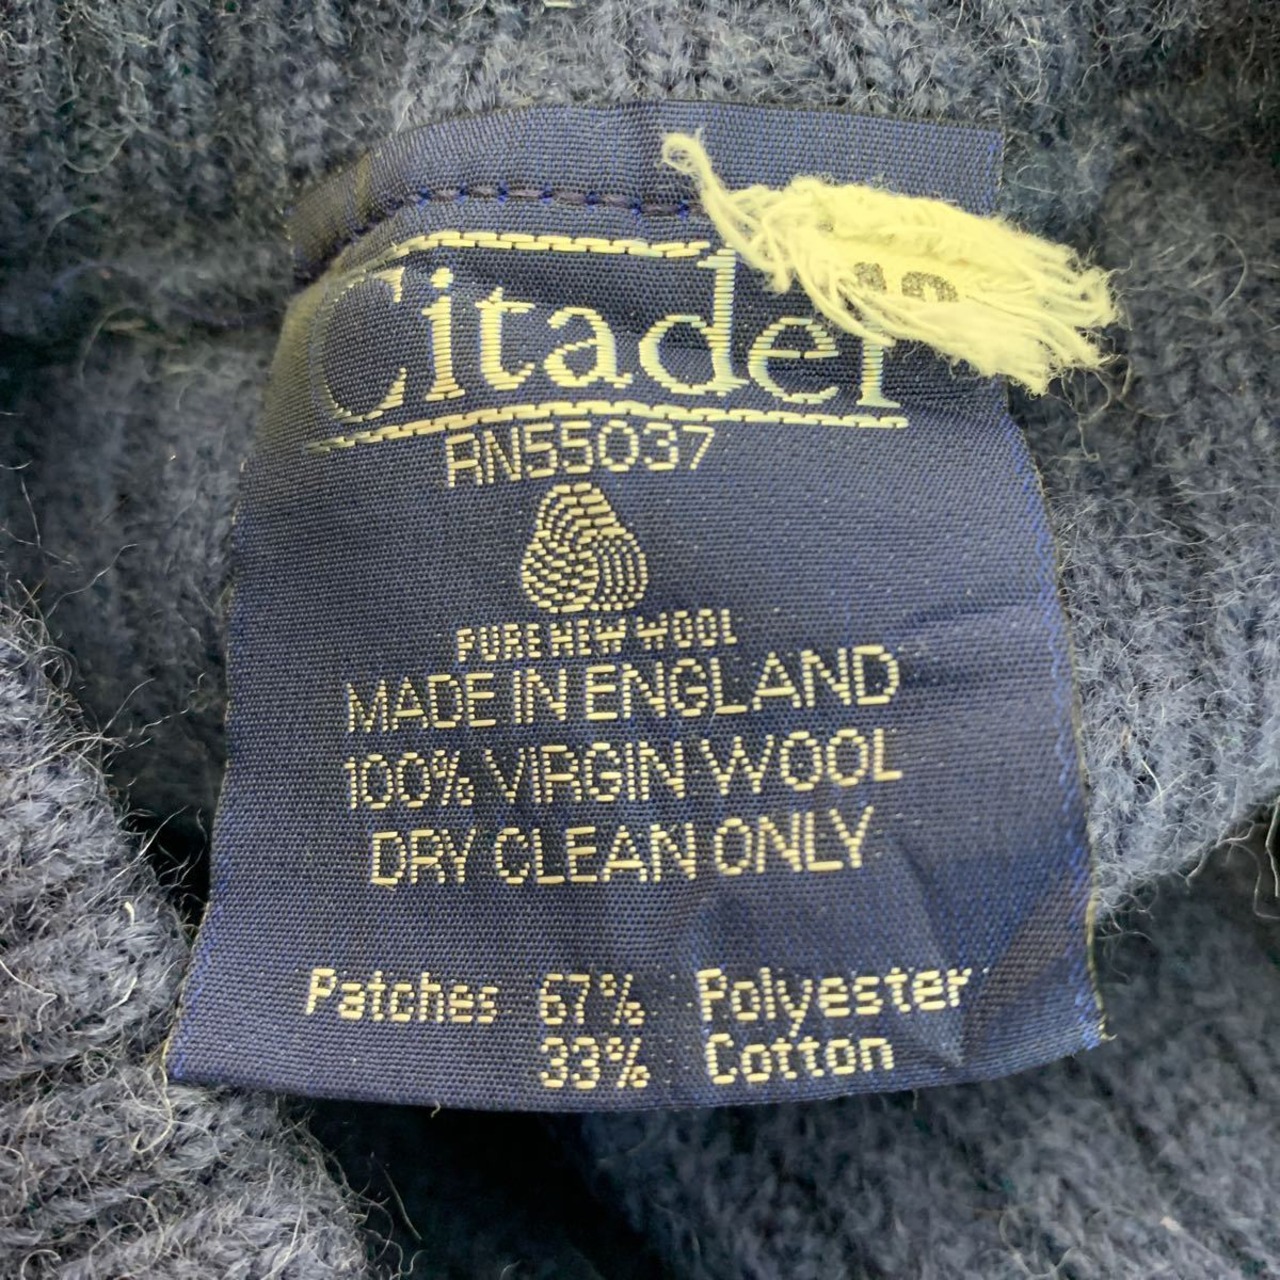 Citadel
RN55037
PURE NEW WOOL
MADE IN ENGLAND
100% VIRGIN WOOL
DRY CLEAN ONLY
Patches 67% Polyester
33% Cotton